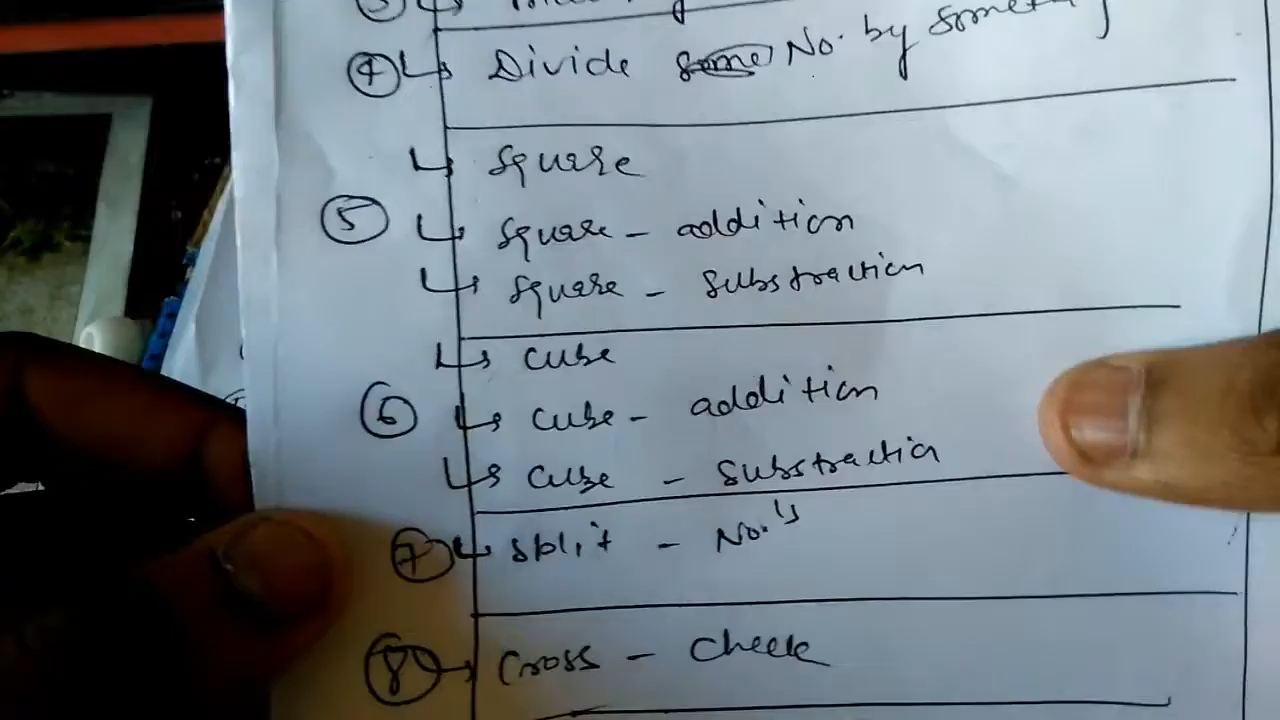 3
4 Divide No. by
Square
5 Square - addition
Square - Substraction
Cube
6 Cube - addition
Cube - Substraction
7 Split - No.'s
8 Cross - Check